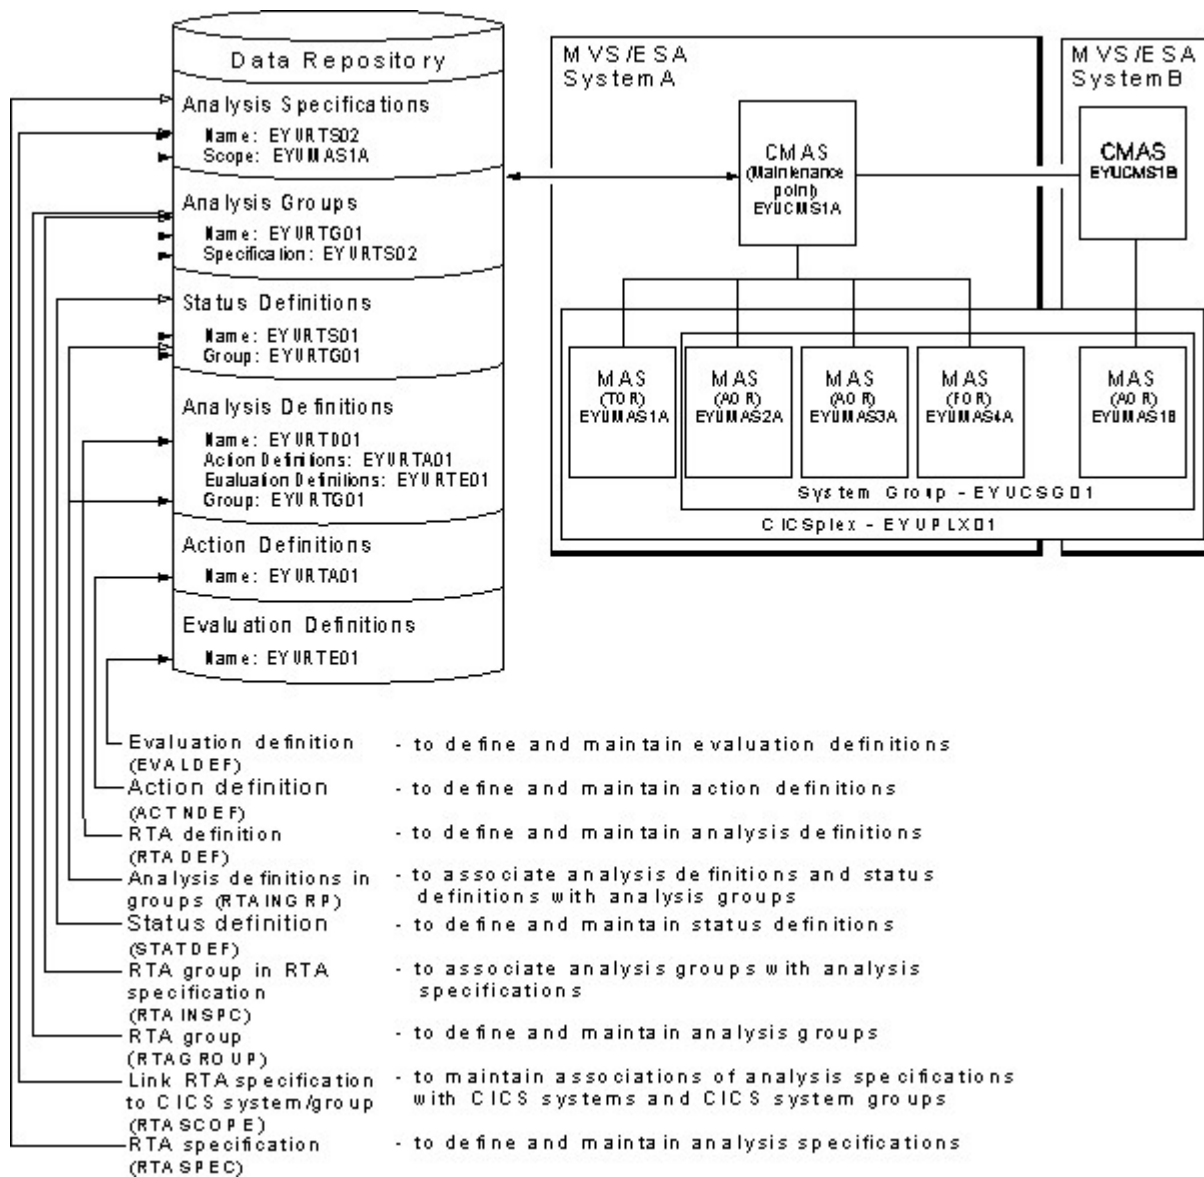 Data Repository
Analysis Specifications
Name: EYURTS02
Scope: EYUMAS1A
Analysis Groups
Name: EYURTG01
Specification: EYURTS02
Status Definitions
Name: EYURTS01
Group: EYURTG01
Analysis Definitions
Name: EYURTD01
Action Definitions: EYURTA01
Evaluation Definitions: EYURTE01
Group: EYURTG01
Action Definitions
Name: EYURTA01
Evaluation Definitions
Name: EYURTE01
MVS/ESA
System A
CMAS
(Maintenance
point)
EYUCMS1A
MVS/ESA
System B
CMAS
EYUCMS1B
MAS
(TOR)
EYUMAS1A
MAS
(AOR)
EYUMAS2A
MAS
(AOR)
EYUMAS3A
MAS
(FOR)
EYUMAS4A
MAS
(AOR)
EYUMAS1B
System Group - EYUCSG01
CICSplex - EYUPLX01
Evaluation definition - to define and maintain evaluation definitions
(EVALDEF)
Action definition - to define and maintain action definitions
(ACTNDEF)
RTA definition - to define and maintain analysis definitions
(RTADEF)
Analysis definitions in - to associate analysis definitions and status
groups (RTAINGRP) definitions with analysis groups
Status definition - to define and maintain status definitions
(STATDEF)
RTA group in RTA - to associate analysis groups with analysis
specification specifications
(RTAINSPC)
RTA group - to define and maintain analysis groups
(RTAGROUP)
Link RTA specification - to maintain associations of analysis specifications
to CICS system/group with CICS systems and CICS system groups
(RTASCOPE)
RTA specification - to define and maintain analysis specifications
(RTASPEC)